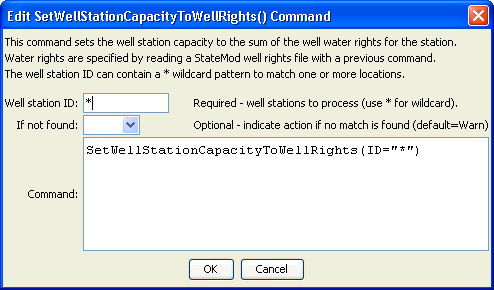 Edit SetWellStationCapacityToWellRights() Command
This command sets the well station capacity to the sum of the well water rights for the station.
Water rights are specified by reading a StateMod well rights file with a previous command.
The well station ID can contain a * wildcard pattern to match one or more locations.
Well station ID: * Required - well stations to process (use * for wildcard).
If not found: Optional - indicate action if no match is found (default=Warn)
SetWellStationCapacityToWellRights(ID="*")
Command:
OK Cancel